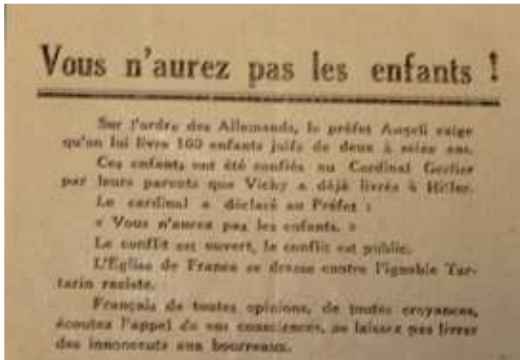 Vous n'aurez pas les enfants !
Sur l'ordre des Allemands, le préfet Angeli exige
qu'on lui livre 160 enfants juifs de deux à seize ans.
Ces enfants ont été confiés au Cardinal Gerlier
par leurs parents que Vichy a déjà livrés à Hitler.
Le cardinal a déclaré au Préfet :
« Vous n'aurez pas les enfants. »
Le conflit est ouvert, le conflit est public.
L'Eglise de France se dresse contre l'ignoble Tar-
tarin raciste.
Français de toutes opinions, de toutes croyances,
écoutez l'appel de vos consciences, ne laissez pas livrer
des innoncents aux bourreaux.